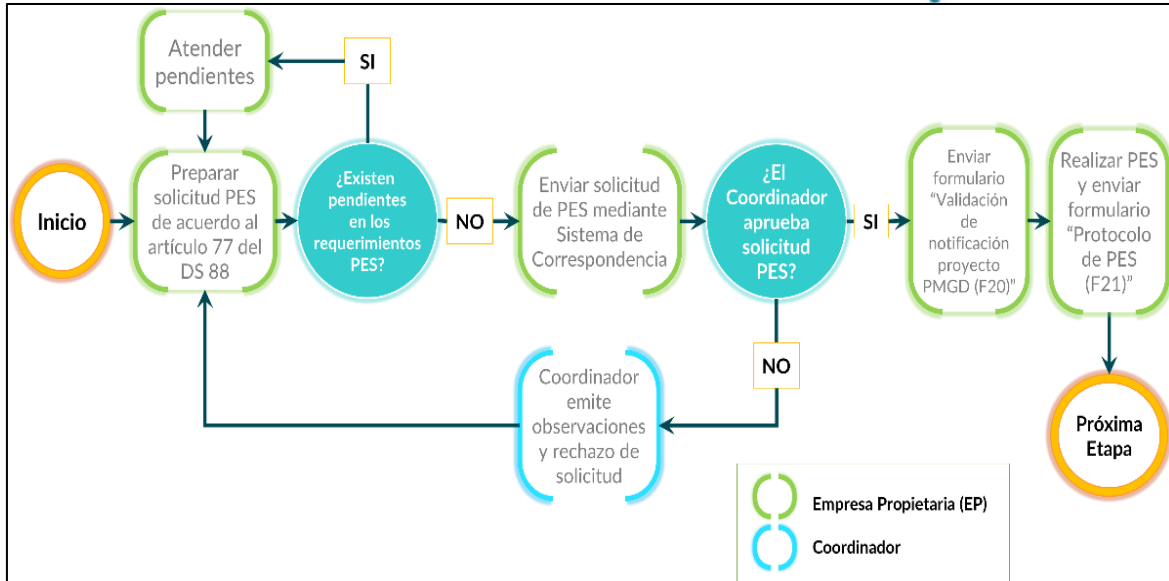 Atender
pendientes
SI
Inicio
Preparar
solicitud PES
de acuerdo al
artículo 77 del
DS 88
¿Existen
pendientes
en los
requerimientos
PES?
NO
Enviar solicitud
de PES mediante
Sistema de
Correspondencia
¿El
Coordinador
aprueba
solicitud
PES?
SI
Enviar
formulario
“Validación
de
notificación
proyecto
PMGD (F20)”
Realizar PES
y enviar
formulario
“Protocolo
de PES
(F21)”
NO
Coordinador
emite
observaciones
y rechazo de
solicitud
Próxima
Etapa
Empresa Propietaria (EP)
Coordinador